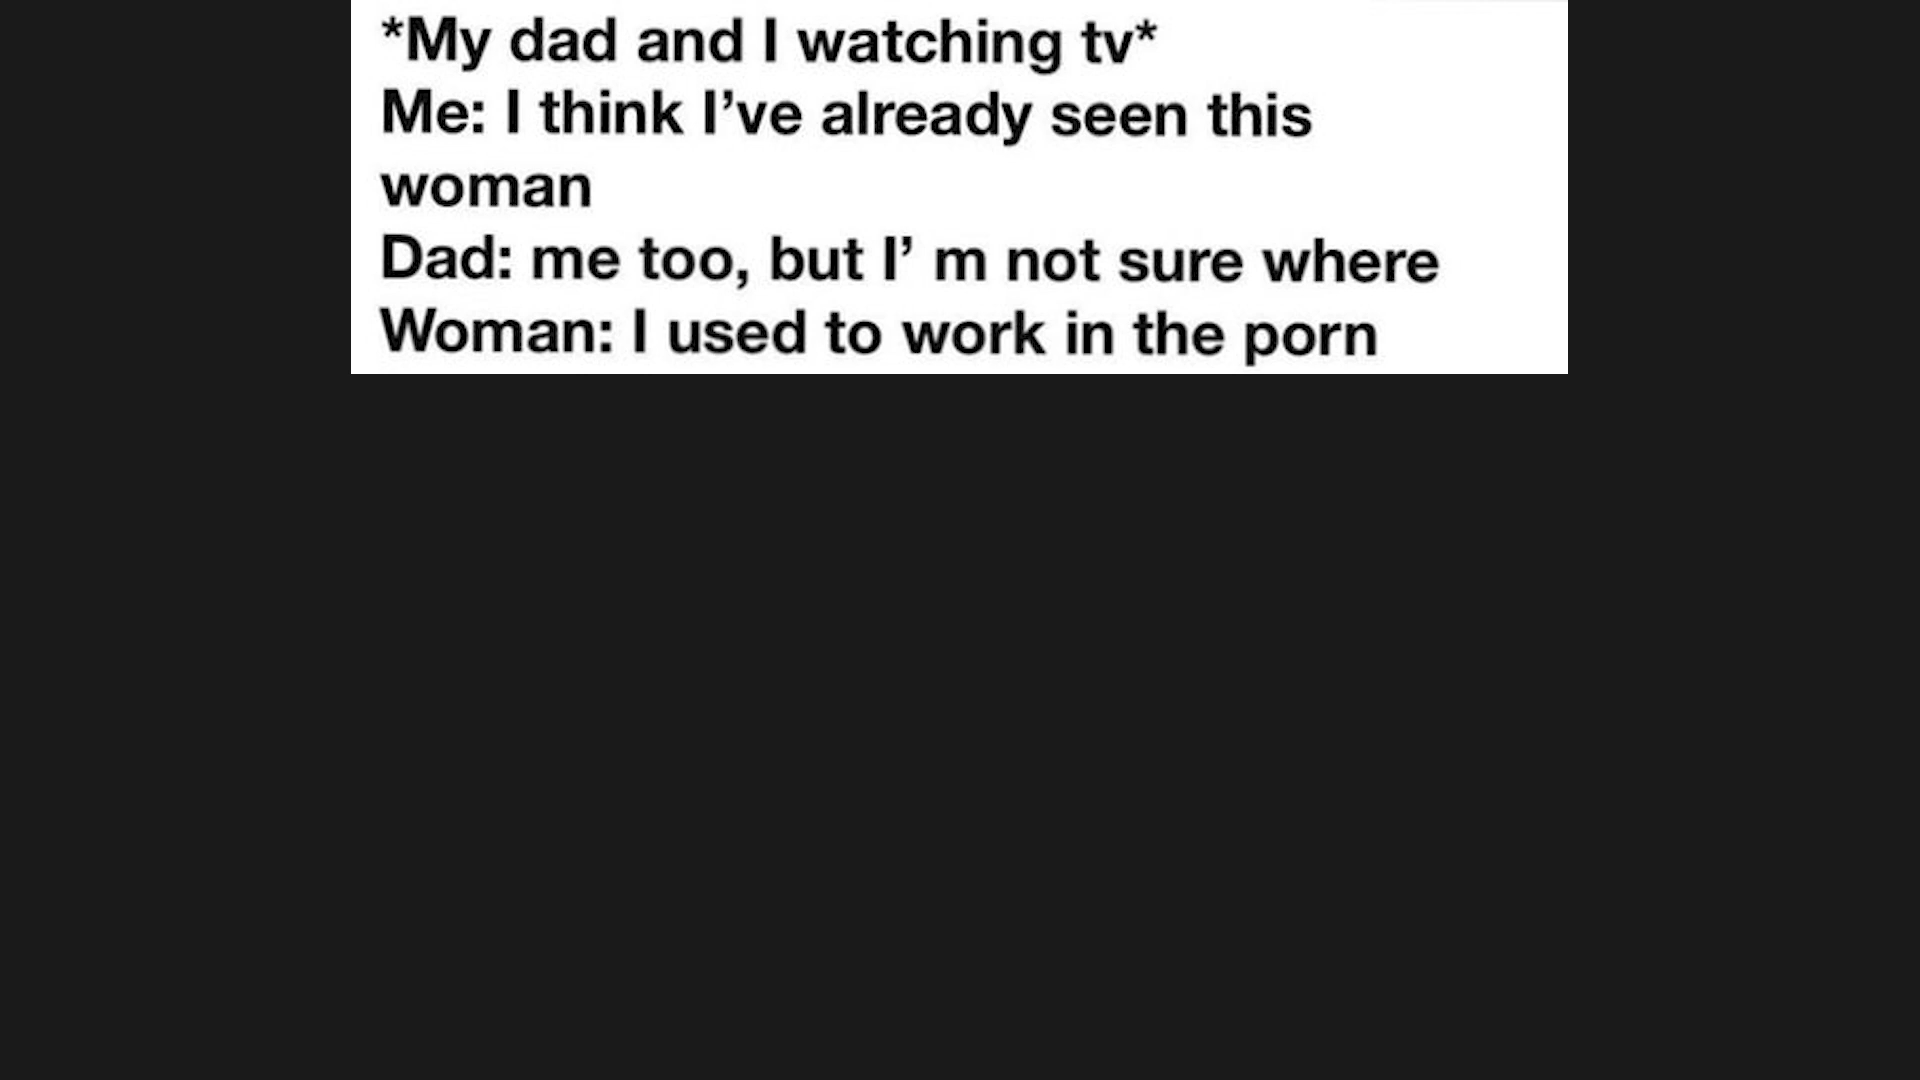 *My dad and I watching tv*
Me: I think I’ve already seen this
woman
Dad: me too, but I’ m not sure where
Woman: I used to work in the porn